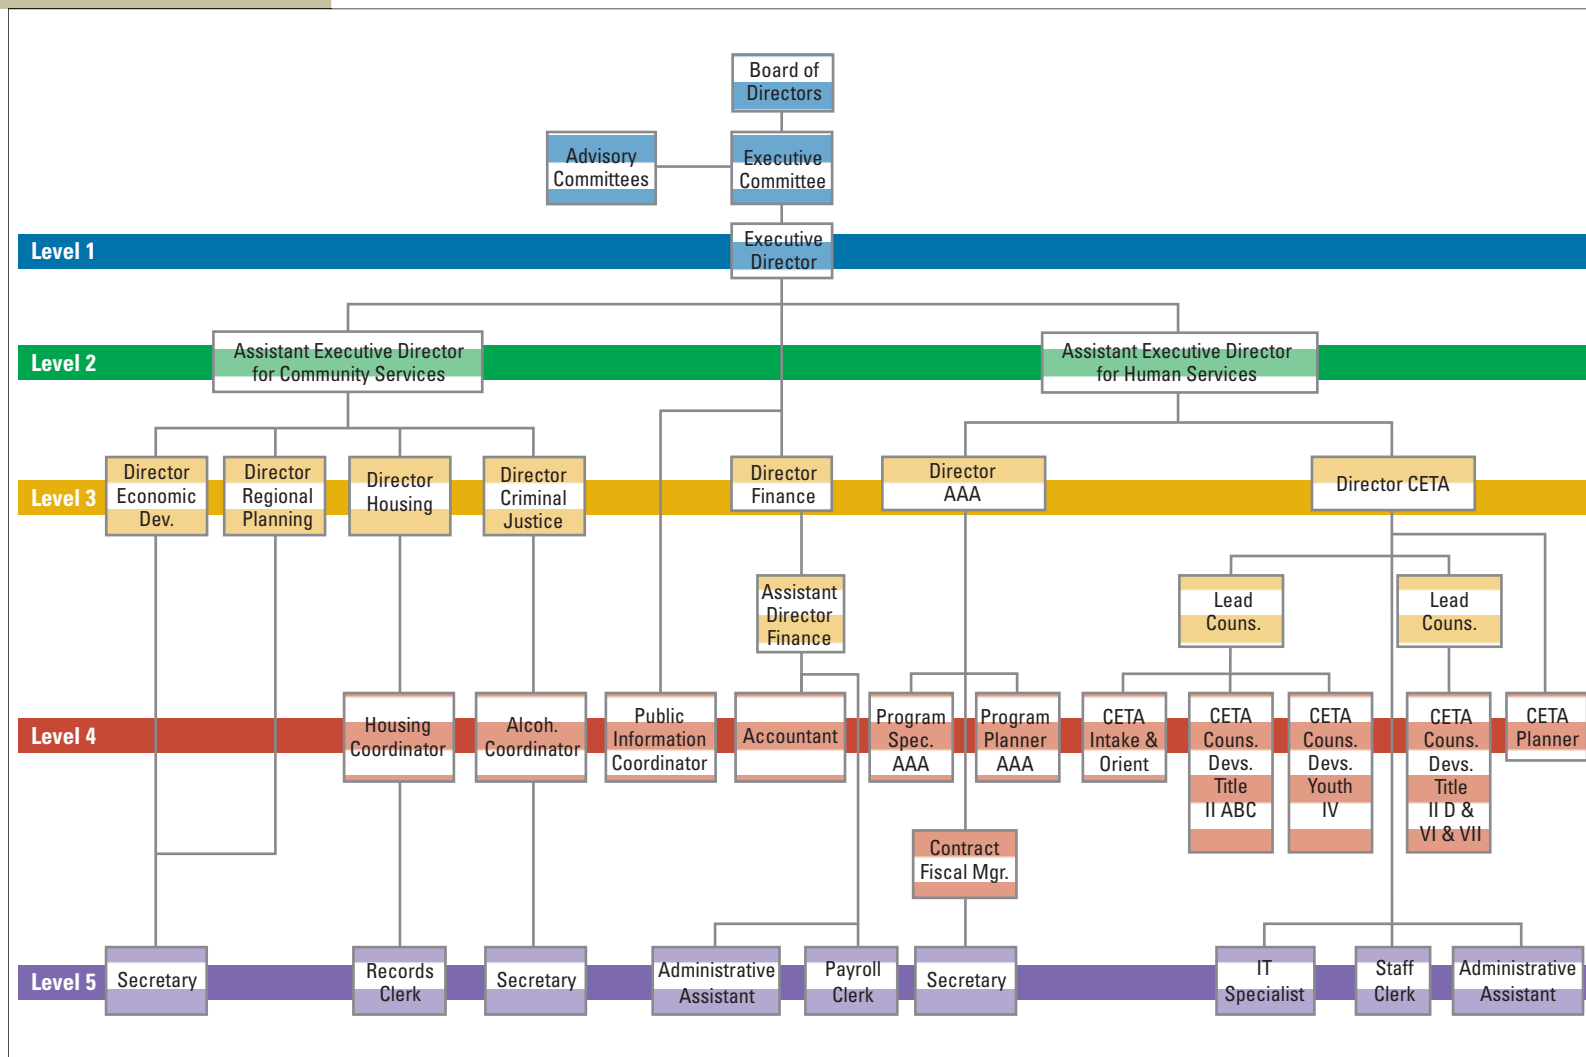 Board of
Directors
Advisory
Committees
Executive
Committee
Level 1
Executive
Director
Level 2
Assistant Executive Director
for Community Services
Assistant Executive Director
for Human Services
Level 3
Director
Economic
Dev.
Director
Regional
Planning
Director
Housing
Director
Criminal
Justice
Director
Finance
Director
AAA
Director CETA
Assistant
Director
Finance
Lead
Couns.
Lead
Couns.
Level 4
Housing
Coordinator
Alcoh.
Coordinator
Public
Information
Coordinator
Accountant
Program
Spec.
AAA
Program
Planner
AAA
CETA
Intake &
Orient
CETA
Couns.
Devs.
Title
II ABC
CETA
Couns.
Devs.
Youth
IV
CETA
Couns.
Devs.
Title
II D &
VI & VII
CETA
Planner
Contract
Fiscal Mgr.
Level 5
Secretary
Records
Clerk
Secretary
Administrative
Assistant
Payroll
Clerk
Secretary
IT
Specialist
Staff
Clerk
Administrative
Assistant